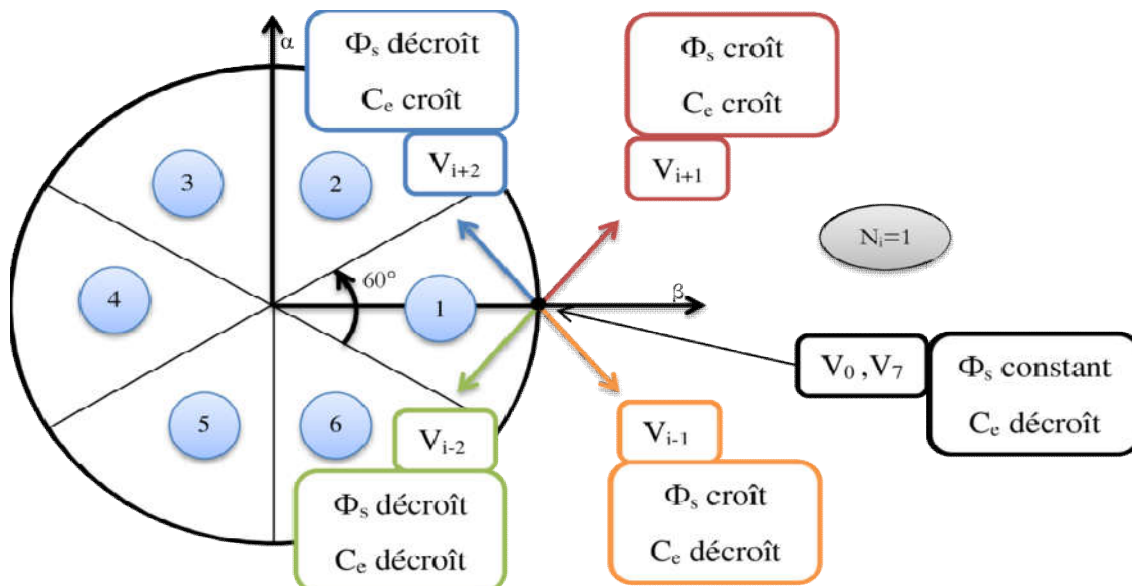 α
Φs décroît
Ce croît
Vi+2
Φs croît
Ce croît
Vi+1
3
2
Ni=1
60°
4
1
β
V0 ,V7
Φs constant
Ce décroît
5
6
Vi-2
Φs décroît
Ce décroît
Vi-1
Φs croît
Ce décroît